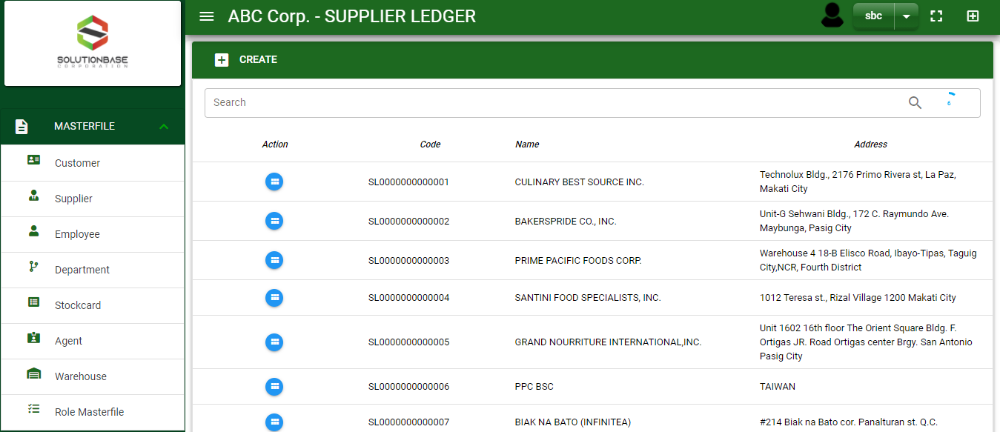 SOLUTIONBASE
CORPORATION
ABC Corp. - SUPPLIER LEDGER
sbc
CREATE
Search
6
MASTERFILE
Customer
Supplier
Employee
Department
Stockcard
Agent
Warehouse
Role Masterfile
Action Code Name Address
SL0000000000001 CULINARY BEST SOURCE INC. Technolux Bldg., 2176 Primo Rivera st, La Paz,
Makati City
SL0000000000002 BAKERSPRIDE CO., INC. Unit-G Sehwani Bldg., 172 C. Raymundo Ave.
Maybunga, Pasig City
SL0000000000003 PRIME PACIFIC FOODS CORP. Warehouse 4 18-B Elisco Road, Ibayo-Tipas, Taguig
City,NCR, Fourth District
SL0000000000004 SANTINI FOOD SPECIALISTS, INC. 1012 Teresa st., Rizal Village 1200 Makati City
SL0000000000005 GRAND NOURRITURE INTERNATIONAL,INC. Unit 1602 16th floor The Orient Square Bldg. F.
Ortigas JR. Road Ortigas center Brgy. San Antonio
Pasig City
SL0000000000006 PPC BSC TAIWAN
SL0000000000007 BIAK NA BATO (INFINITEA) #214 Biak na Bato cor. Panalturan st. Q.C.